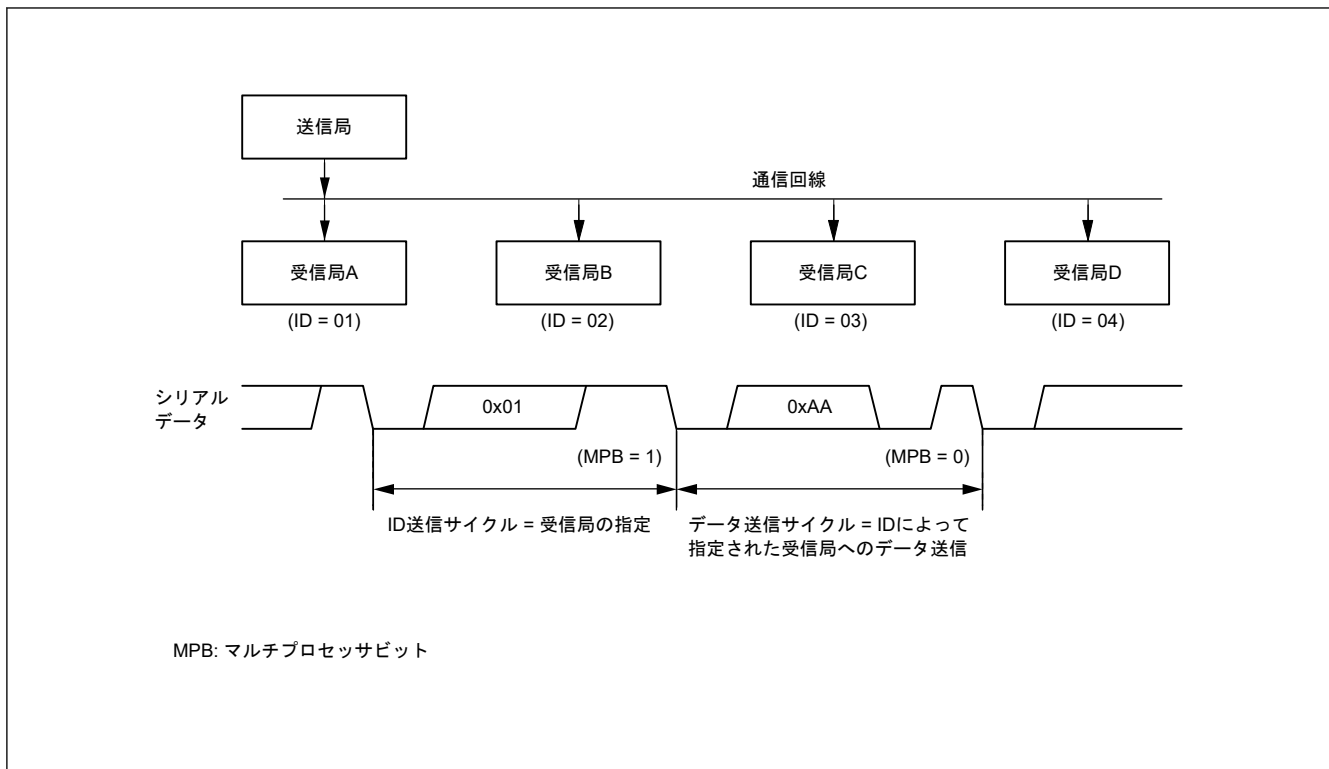 送信局
通信回線
受信局A
受信局B
受信局C
受信局D
(ID = 01)
(ID = 02)
(ID = 03)
(ID = 04)
シリアル
データ
0x01
0xAA
(MPB = 1)
(MPB = 0)
ID送信サイクル = 受信局の指定
データ送信サイクル = IDによって
指定された受信局へのデータ送信
MPB: マルチプロセッサビット